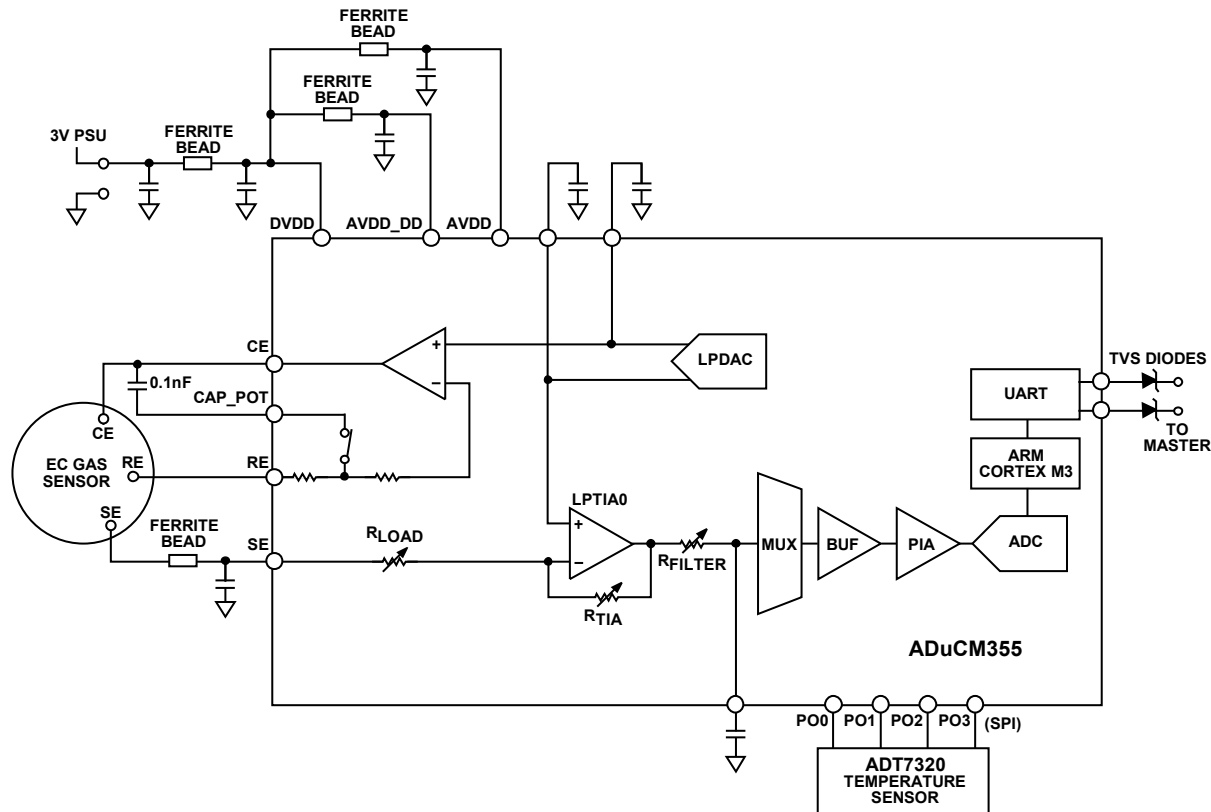 FERRITE
BEAD
FERRITE
BEAD
3V PSU
FERRITE
BEAD
DVDD
AVDD_DD
AVDD
CE
0.1nF
CAP_POT
CE
RE
RE
EC GAS
SENSOR
SE
FERRITE
BEAD
SE
RLOAD
LPDAC
+
−
LPTIA0
+
−
RTIA
RFILTER
MUX
BUF
PIA
ADC
ARM
CORTEX M3
UART
TVS DIODES
TO
MASTER
ADuCM355
PO0
PO1
PO2
PO3
(SPI)
ADT7320
TEMPERATURE
SENSOR